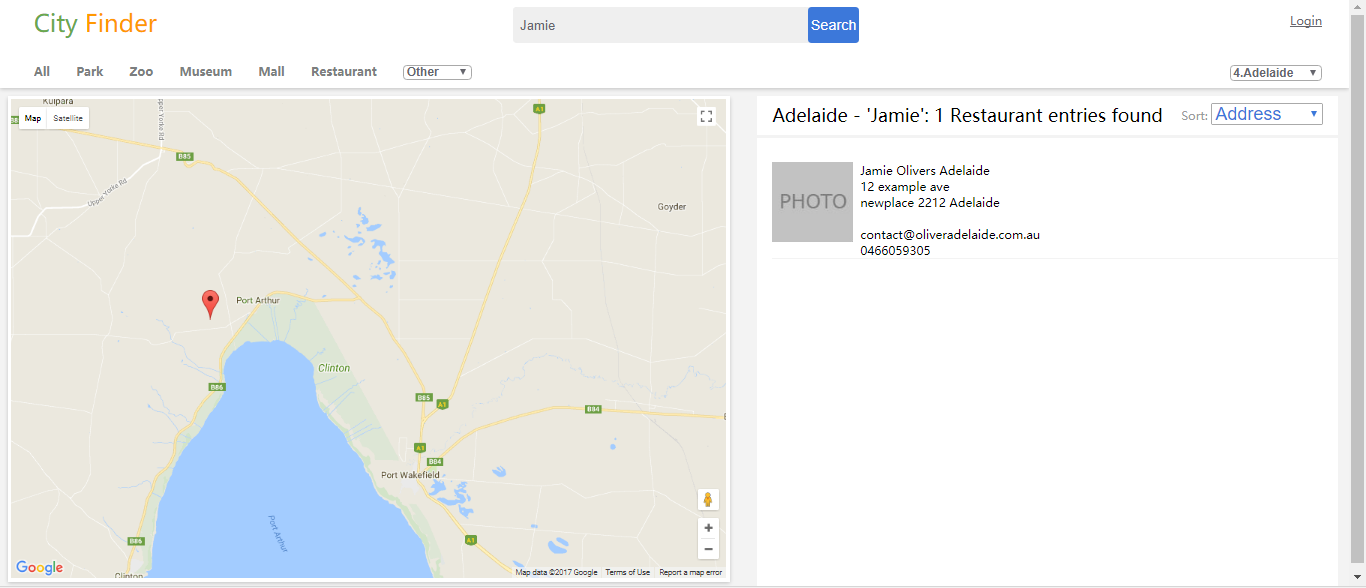 City Finder
Jamie
Search
Login
All Park Zoo Museum Mall Restaurant Other
4.Adelaide
Kulpara
Map Satellite
Upper Yorke Rd
A1
B85
Upper Yorke Rd
Goyder
Port Arthur
Clinton
B86
B85
A1
B84
A1
B84
Port Wakefield
Port Arthur
B86
A1
Clinton
Google
Map data ©2017 Google Terms of Use Report a map error
Adelaide - 'Jamie': 1 Restaurant entries found
Sort: Address
PHOTO
Jamie Olivers Adelaide
12 example ave
newplace 2212 Adelaide
contact@oliveradelaide.com.au
0466059305